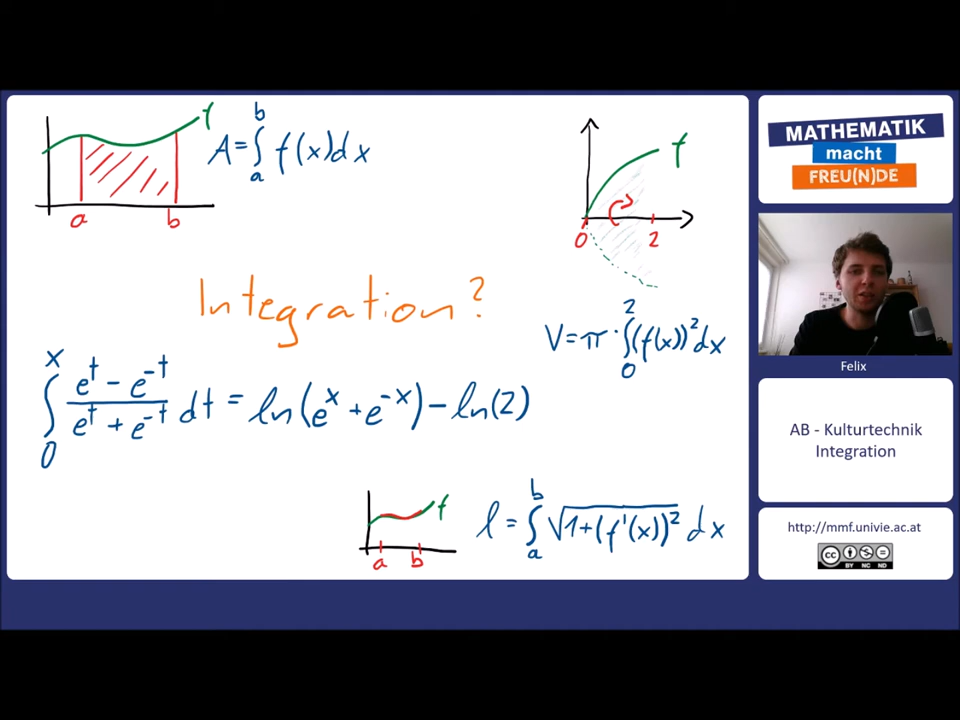 f
A = ∫_a^b f(x)dx
a b
f
0 2
Integration?
V = π · ∫_0^2 (f(x))² dx
∫_0^x (e^t − e^−t)/(e^t + e^−t) dt = ln(e^x + e^−x) − ln(2)
f
a b
l = ∫_a^b √(1+(f'(x))²) dx
MATHEMATIK
macht
FREU(N)DE
Felix
AB - Kulturtechnik
Integration
http://mmf.univie.ac.at
cc
BY NC ND